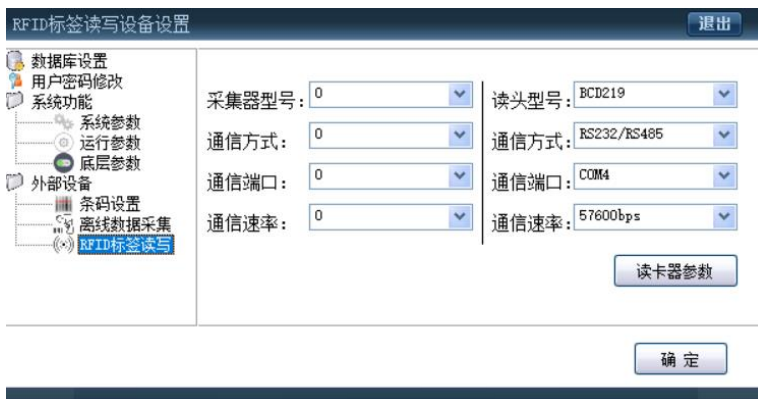 RFID标签读写设备设置
退出
数据库设置
用户密码修改
系统功能
系统参数
运行参数
底层参数
外部设备
条码设置
离线数据采集
RFID标签读写
采集器型号: 0
通信方式: 0
通信端口: 0
通信速率: 0
读头型号: BCD219
通信方式: RS232/RS485
通信端口: COM4
通信速率: 57600bps
读卡器参数
确 定